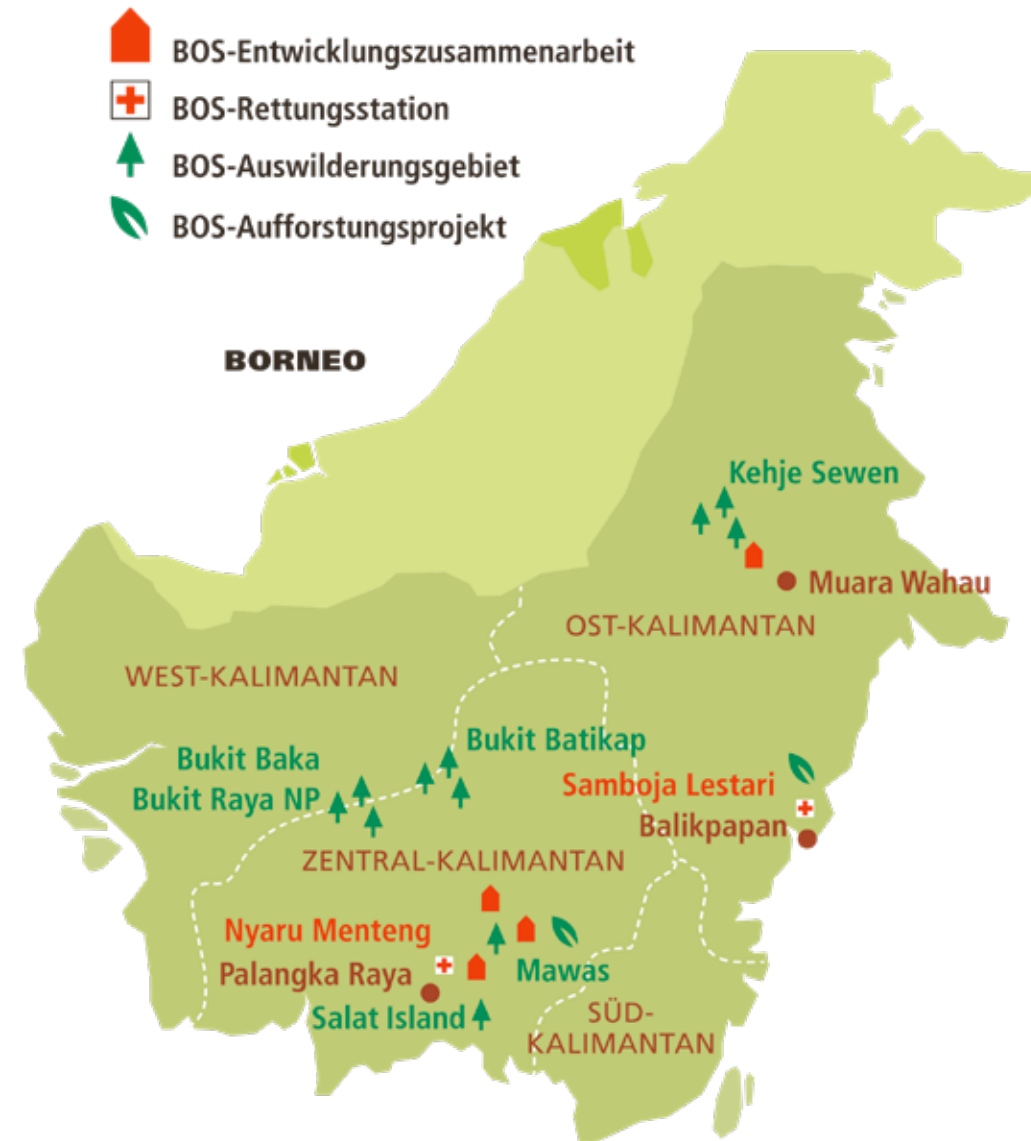 BOS-Entwicklungszusammenarbeit
BOS-Rettungsstation
BOS-Auswilderungsgebiet
BOS-Aufforstungsprojekt
BORNEO
Kehje Sewen
Muara Wahau
OST-KALIMANTAN
WEST-KALIMANTAN
Bukit Batikap
Bukit Baka
Bukit Raya NP
Samboja Lestari
Balikpapan
ZENTRAL-KALIMANTAN
Nyaru Menteng
Palangka Raya
Mawas
Salat Island
SÜD-
KALIMANTAN